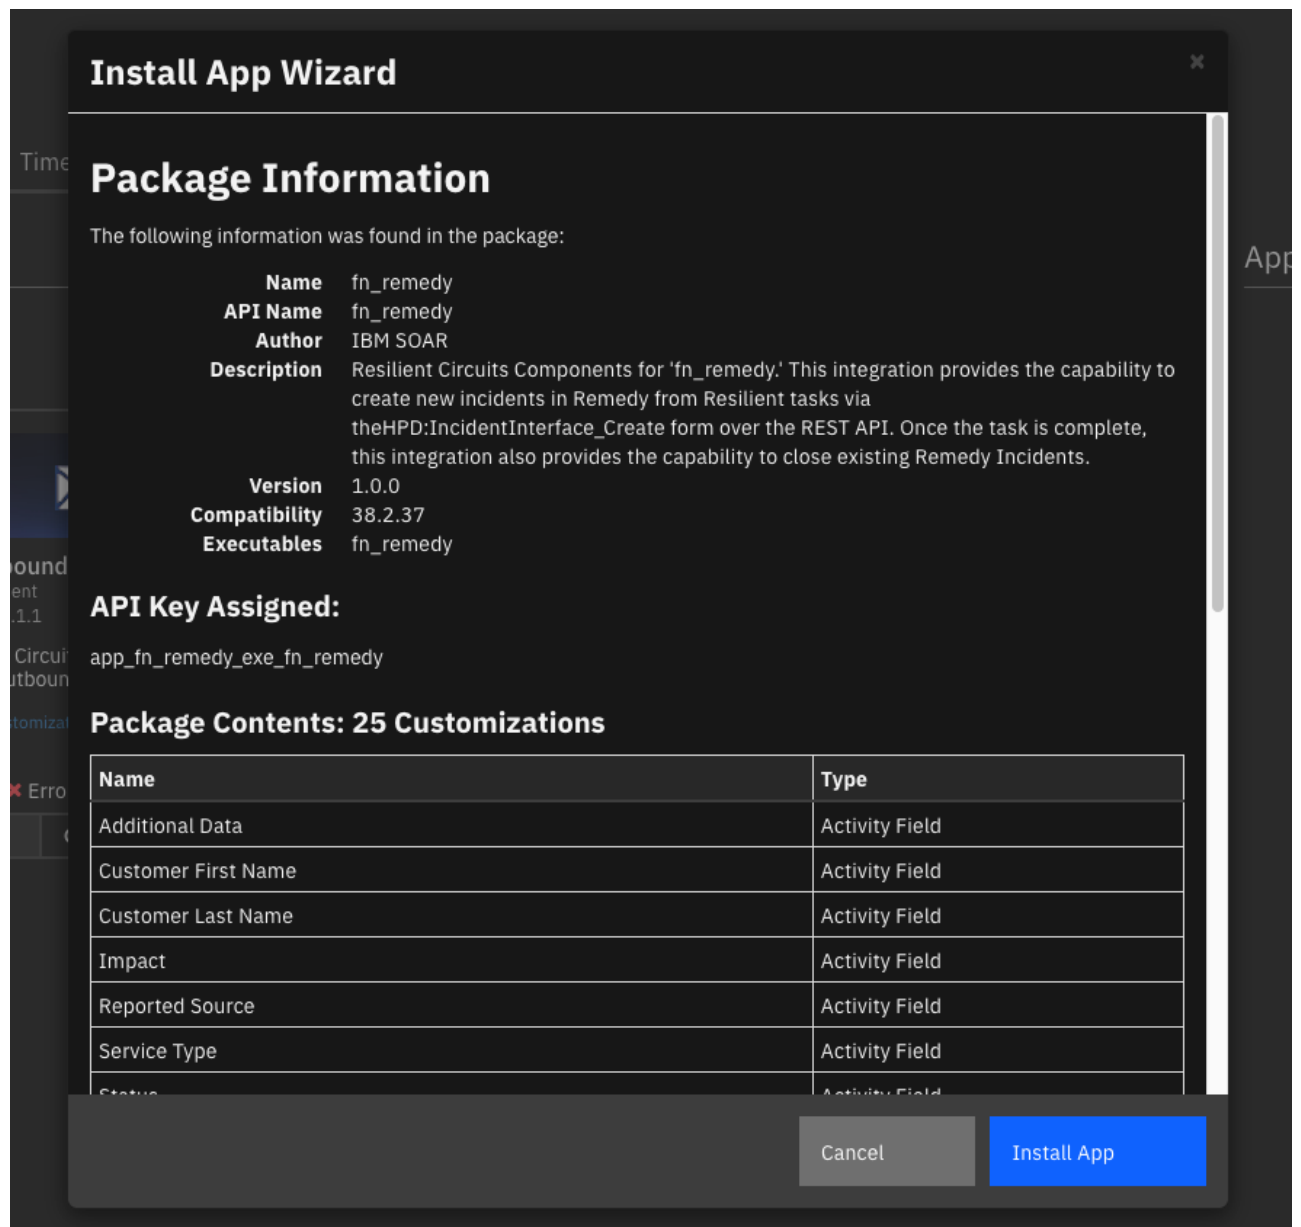 Install App Wizard
×
Time
Package Information
The following information was found in the package:
App
Name fn_remedy
API Name fn_remedy
Author IBM SOAR
Description Resilient Circuits Components for 'fn_remedy.' This integration provides the capability to
create new incidents in Remedy from Resilient tasks via
theHPD:IncidentInterface_Create form over the REST API. Once the task is complete,
this integration also provides the capability to close existing Remedy Incidents.
Version 1.0.0
Compatibility 38.2.37
Executables fn_remedy
ound
ent
.1.1
Circui
utboun
stomizat
Erro
API Key Assigned:
app_fn_remedy_exe_fn_remedy
Package Contents: 25 Customizations
Name Type
Additional Data Activity Field
Customer First Name Activity Field
Customer Last Name Activity Field
Impact Activity Field
Reported Source Activity Field
Service Type Activity Field
Status Activity Field
Cancel
Install App